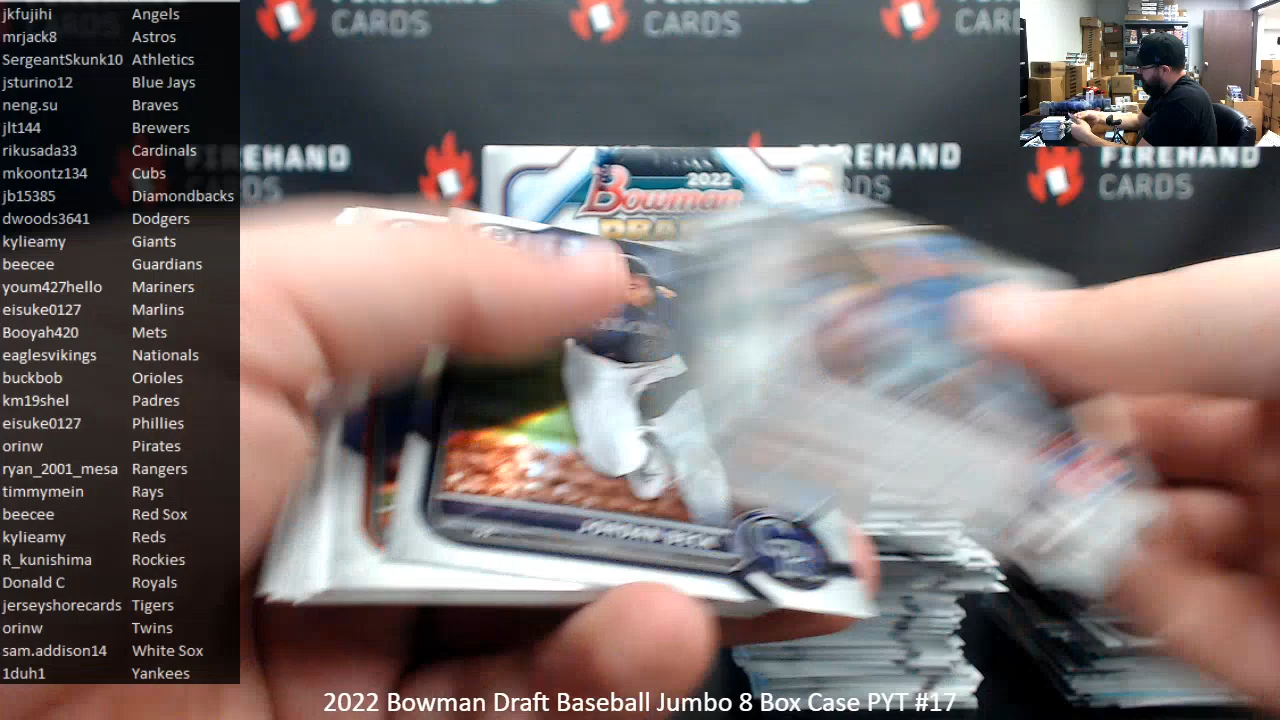 jkfujihi Angels
mrjack8 Astros
SergeantSkunk10 Athletics
jsturino12 Blue Jays
neng.su Braves
jlt144 Brewers
rikusada33 Cardinals
mkoontz134 Cubs
jb15385 Diamondbacks
dwoods3641 Dodgers
kylieamy Giants
beecee Guardians
youm427hello Mariners
eisuke0127 Marlins
Booyah420 Mets
eaglesvikings Nationals
buckbob Orioles
km19shel Padres
eisuke0127 Phillies
orinw Pirates
ryan_2001_mesa Rangers
timmymein Rays
beecee Red Sox
kylieamy Reds
R_kunishima Rockies
Donald C Royals
jerseyshorecards Tigers
orinw Twins
sam.addison14 White Sox
1duh1 Yankees
FIREHAND
CARDS
2022
Bowman
JORDAN BECK
2022 Bowman Draft Baseball Jumbo 8 Box Case PYT #17